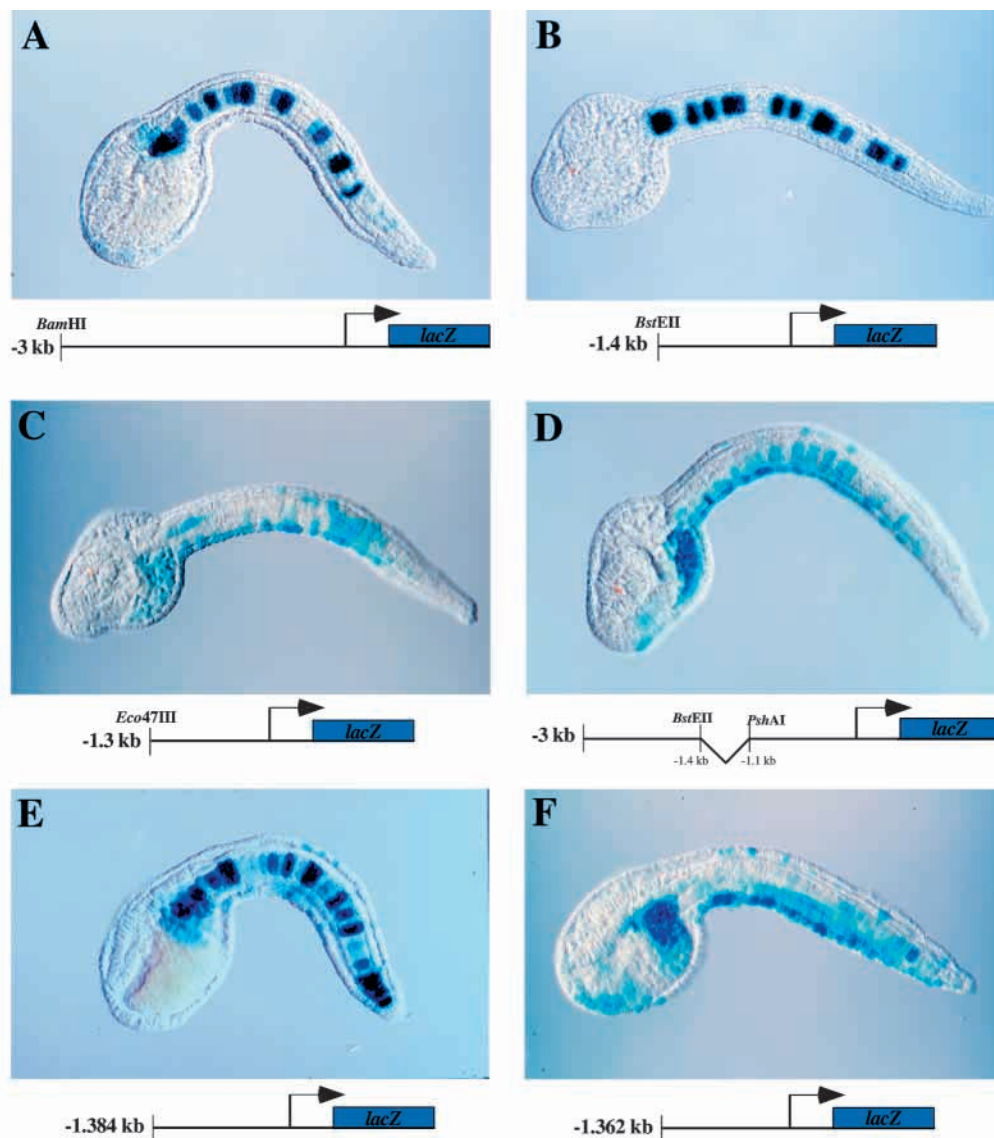 A
B
BamHI
-3 kb
lacZ
BstEII
-1.4 kb
lacZ
C
D
Eco47III
-1.3 kb
lacZ
BstEII
PshAI
-3 kb
-1.4 kb
-1.1 kb
lacZ
E
F
-1.384 kb
lacZ
-1.362 kb
lacZ